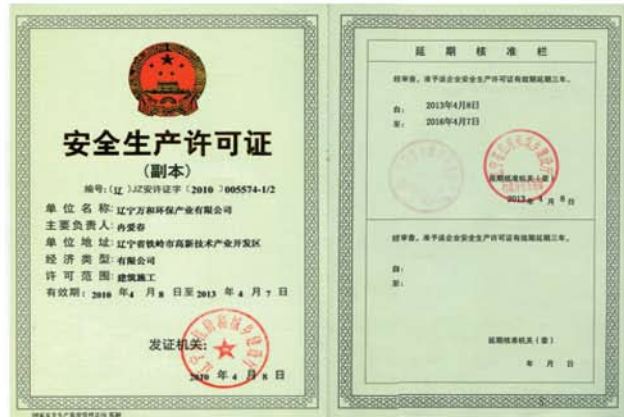 安全生产许可证
(副本)
编号:(辽)JZ安许证字〔2010〕005574-1/2
单位名称:辽宁万和环保产业有限公司
主要负责人:冉爱春
单位地址:辽宁省铁岭市高新技术产业开发区
经济类型:有限公司
许可范围:建筑施工
有效期:2010 年4 月 8 日至 2013 年 4 月 7 日
发证机关:
2010 年 4 月 8 日
延期核准栏
经审查,准予该企业安全生产许可证有效期延期三年。
自: 2013年4月8日
至: 2016年4月7日
延期核准机关(章)
2013 年 4 月 8 日
经审查,准予该企业安全生产许可证有效期延期三年。
自:
至:
延期核准机关(章)
年 月 日